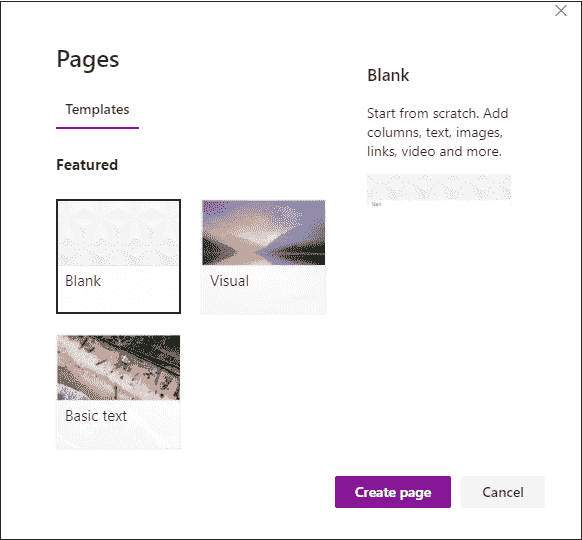 Pages
Templates
Featured
Blank
Visual
Basic text
Blank
Start from scratch. Add
columns, text, images,
links, video and more.
Create page
Cancel